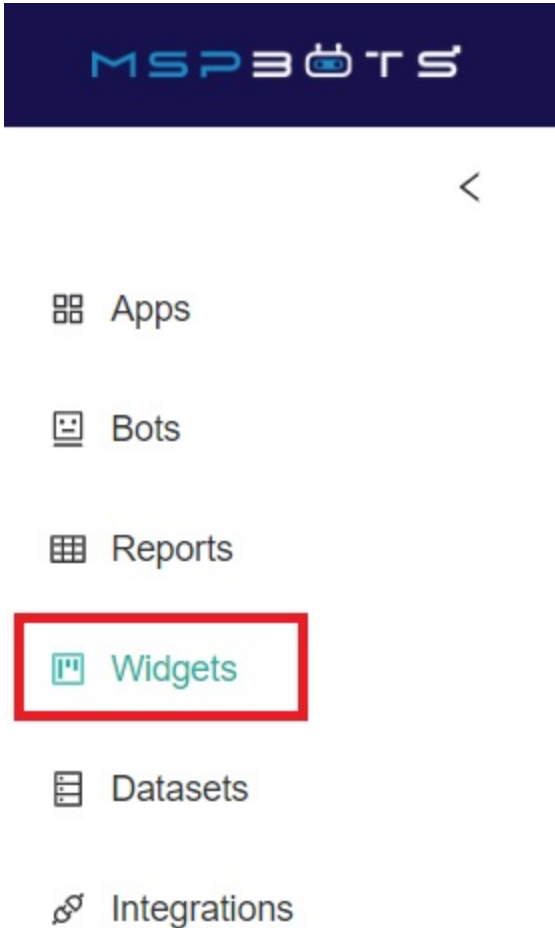 MSPBOTS
Apps
Bots
Reports
Widgets
Datasets
Integrations